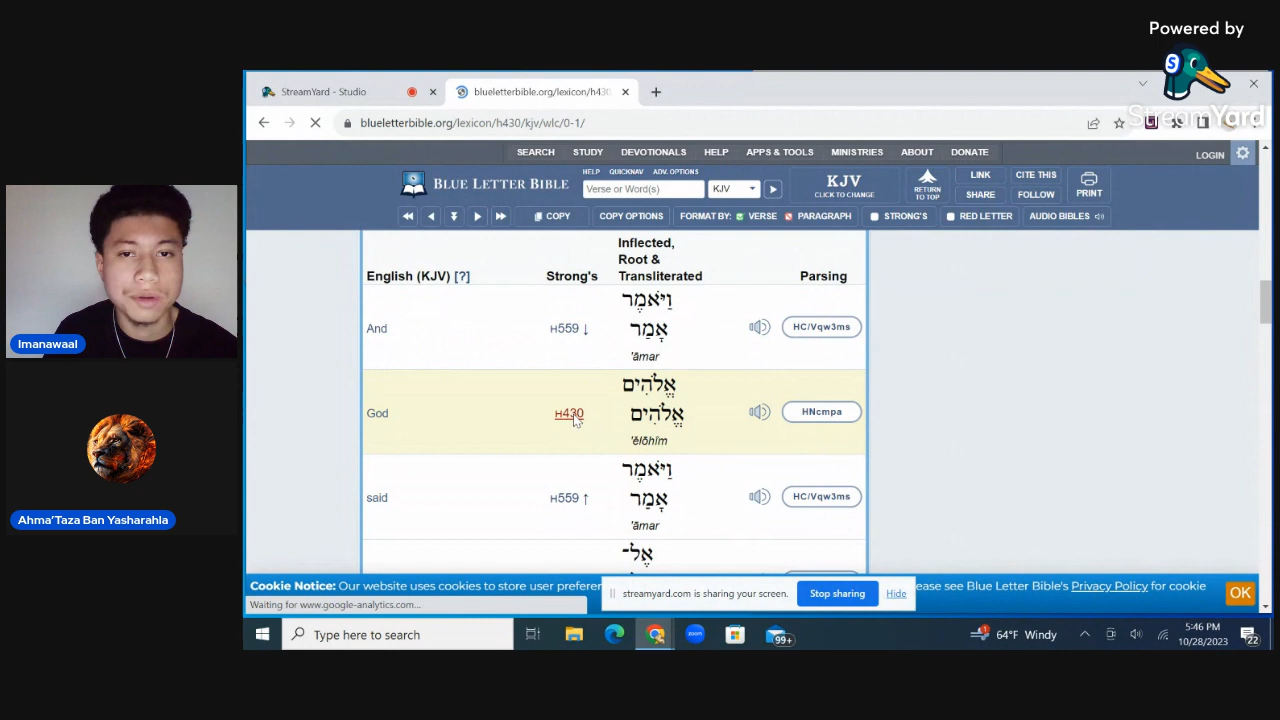 Powered by
StreamYard
StreamYard - Studio
blueletterbible.org/lexicon/h430
blueletterbible.org/lexicon/h430/kjv/wlc/0-1/
SEARCH STUDY DEVOTIONALS HELP APPS & TOOLS MINISTRIES ABOUT DONATE LOGIN
BLUE LETTER BIBLE
HELP QUICKNAV ADV. OPTIONS
Verse or Word(s) KJV
KJV
CLICK TO CHANGE
RETURN
TO TOP
LINK CITE THIS
SHARE FOLLOW
PRINT
COPY COPY OPTIONS FORMAT BY: VERSE PARAGRAPH STRONG'S RED LETTER AUDIO BIBLES
Inflected,
Root &
English (KJV) [?] Strong's Transliterated Parsing
וַיֹּאמֶר
And H559 ↓ אָמַר HC/Vqw3ms
'āmar
אֱלֹהִים
God H430 אֱלֹהִים HNcmpa
'ĕlōhîm
וַיֹּאמֶר
said H559 ↑ אָמַר HC/Vqw3ms
'āmar
אֶל־
Cookie Notice: Our website uses cookies to store user prefere
ease see Blue Letter Bible's Privacy Policy for cookie
OK
streamyard.com is sharing your screen. Stop sharing Hide
Waiting for www.google-analytics.com...
Type here to search
99+
64°F Windy
5:46 PM
10/28/2023
22
Imanawaal
Ahma'Taza Ban Yasharahla